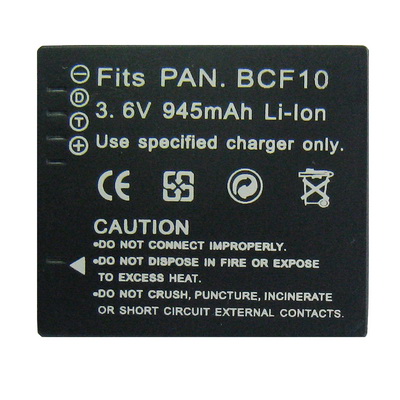 Fits PAN. BCF10
D
3. 6V 945mAh Li-Ion
T
Use specified charger only.
CE
CAUTION
•DO NOT CONNECT IMPROPERLY.
•DO NOT DISPOSE IN FIRE OR EXPOSE
TO EXCESS HEAT.
•DO NOT CRUSH, PUNCTURE, INCINERATE
OR SHORT CIRCUIT EXTERNAL CONTACTS.